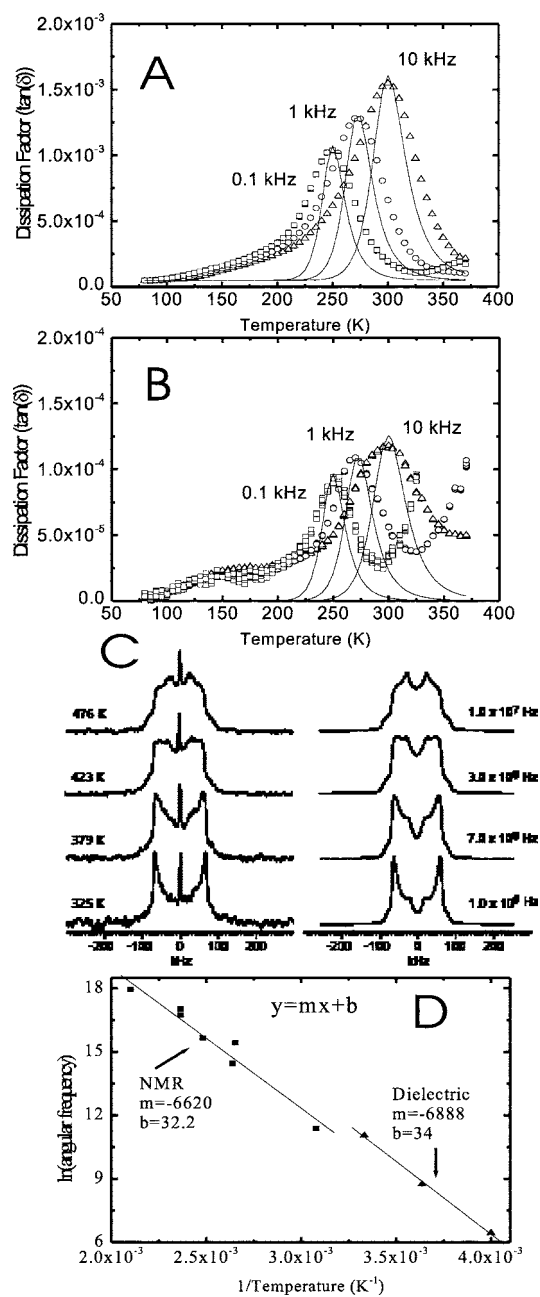 A
Dissipation Factor (tan(δ))
2.0x10⁻³
1.5x10⁻³
1.0x10⁻³
5.0x10⁻⁴
0.0
10 kHz
1 kHz
0.1 kHz
50 100 150 200 250 300 350 400
Temperature (K)
B
Dissipation Factor (tan(δ))
2.0x10⁻⁴
1.5x10⁻⁴
1.0x10⁻⁴
5.0x10⁻⁵
0.0
1 kHz
10 kHz
0.1 kHz
50 100 150 200 250 300 350 400
Temperature (K)
C
476 K
423 K
379 K
325 K
-200 -100 0 100 200
kHz
-200 -100 0 100 200
kHz
D
ln(angular frequency)
18
15
12
9
6
y=mx+b
NMR
m=-6620
b=32.2
Dielectric
m=-6888
b=34
2.0x10⁻³ 2.5x10⁻³ 3.0x10⁻³ 3.5x10⁻³ 4.0x10⁻³
1/Temperature (K⁻¹)